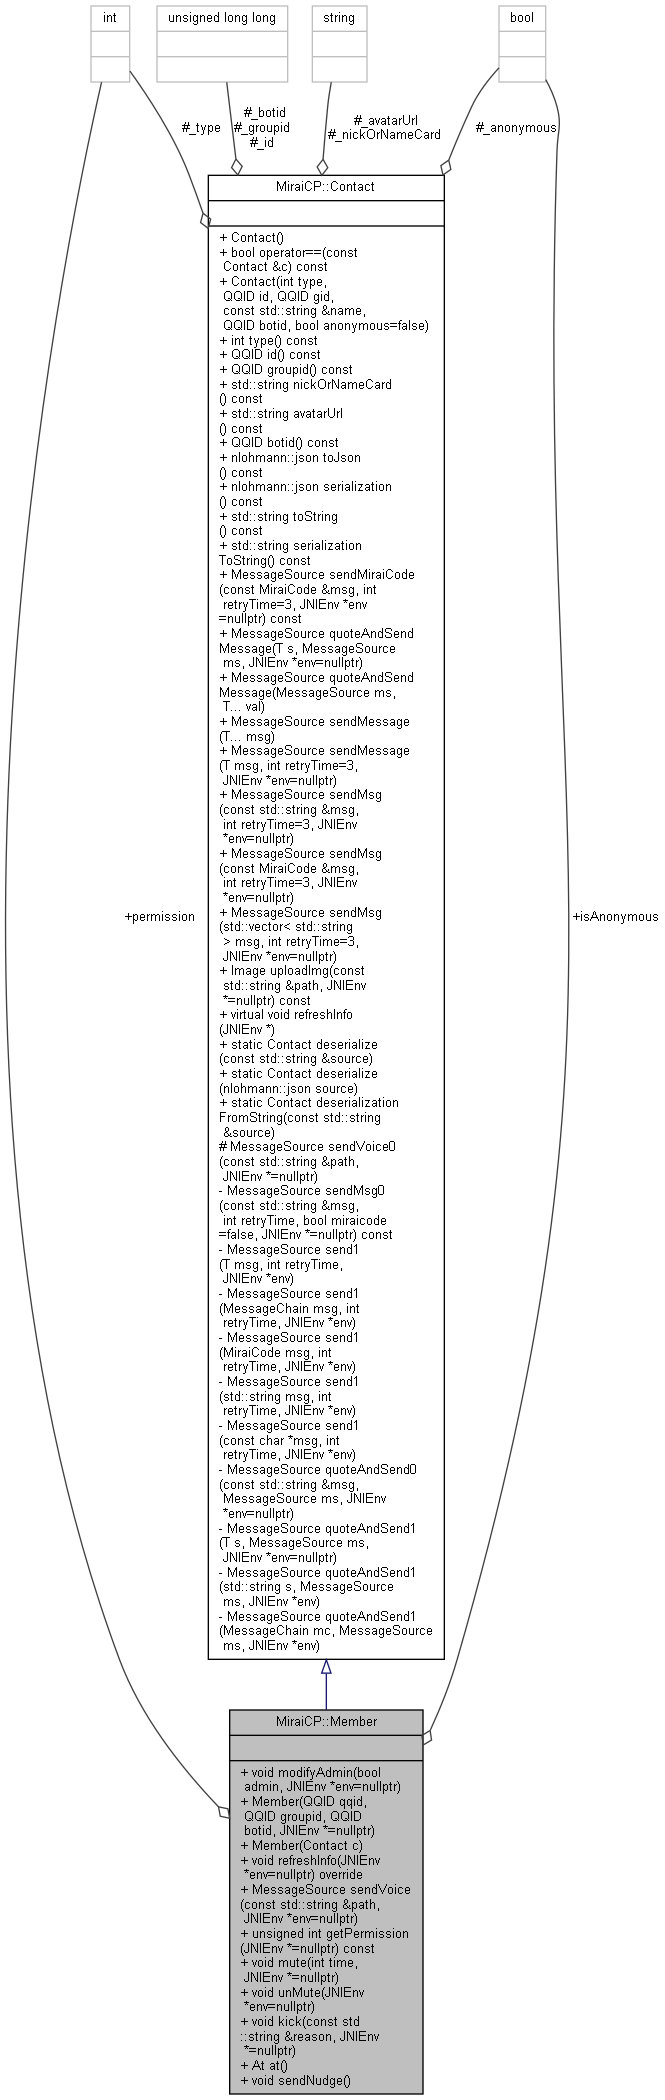 int
unsigned long long
string
bool
#_type
#_botid
#_groupid
#_id
#_avatarUrl
#_nickOrNameCard
#_anonymous
MiraiCP::Contact
+ Contact()
+ bool operator==(const
Contact &c) const
+ Contact(int type,
QQID id, QQID gid,
const std::string &name,
QQID botid, bool anonymous=false)
+ int type() const
+ QQID id() const
+ QQID groupid() const
+ std::string nickOrNameCard
() const
+ std::string avatarUrl
() const
+ QQID botid() const
+ nlohmann::json toJson
() const
+ nlohmann::json serialization
() const
+ std::string toString
() const
+ std::string serialization
ToString() const
+ MessageSource sendMiraiCode
(const MiraiCode &msg, int
retryTime=3, JNIEnv *env
=nullptr) const
+ MessageSource quoteAndSend
Message(T s, MessageSource
ms, JNIEnv *env=nullptr)
+ MessageSource quoteAndSend
Message(MessageSource ms,
T... val)
+ MessageSource sendMessage
(T... msg)
+ MessageSource sendMessage
(T msg, int retryTime=3,
JNIEnv *env=nullptr)
+ MessageSource sendMsg
(const std::string &msg,
int retryTime=3, JNIEnv
*env=nullptr)
+ MessageSource sendMsg
(const MiraiCode &msg,
int retryTime=3, JNIEnv
*env=nullptr)
+ MessageSource sendMsg
(std::vector< std::string
> msg, int retryTime=3,
JNIEnv *env=nullptr)
+ Image uploadImg(const
std::string &path, JNIEnv
*=nullptr) const
+ virtual void refreshInfo
(JNIEnv *)
+ static Contact deserialize
(const std::string &source)
+ static Contact deserialize
(nlohmann::json source)
+ static Contact deserialization
FromString(const std::string
&source)
# MessageSource sendVoice0
(const std::string &path,
JNIEnv *=nullptr)
- MessageSource sendMsg0
(const std::string &msg,
int retryTime, bool miraicode
=false, JNIEnv *=nullptr) const
- MessageSource send1
(T msg, int retryTime,
JNIEnv *env)
- MessageSource send1
(MessageChain msg, int
retryTime, JNIEnv *env)
- MessageSource send1
(MiraiCode msg, int
retryTime, JNIEnv *env)
- MessageSource send1
(std::string msg, int
retryTime, JNIEnv *env)
- MessageSource send1
(const char *msg, int
retryTime, JNIEnv *env)
- MessageSource quoteAndSend0
(const std::string &msg,
MessageSource ms, JNIEnv
*env=nullptr)
- MessageSource quoteAndSend1
(T s, MessageSource ms,
JNIEnv *env=nullptr)
- MessageSource quoteAndSend1
(std::string s, MessageSource
ms, JNIEnv *env)
- MessageSource quoteAndSend1
(MessageChain mc, MessageSource
ms, JNIEnv *env)
+permission
+isAnonymous
MiraiCP::Member
+ void modifyAdmin(bool
admin, JNIEnv *env=nullptr)
+ Member(QQID qqid,
QQID groupid, QQID
botid, JNIEnv *=nullptr)
+ Member(Contact c)
+ void refreshInfo(JNIEnv
*env=nullptr) override
+ MessageSource sendVoice
(const std::string &path,
JNIEnv *env=nullptr)
+ unsigned int getPermission
(JNIEnv *=nullptr) const
+ void mute(int time,
JNIEnv *=nullptr)
+ void unMute(JNIEnv
*env=nullptr)
+ void kick(const std
::string &reason, JNIEnv
*=nullptr)
+ At at()
+ void sendNudge()